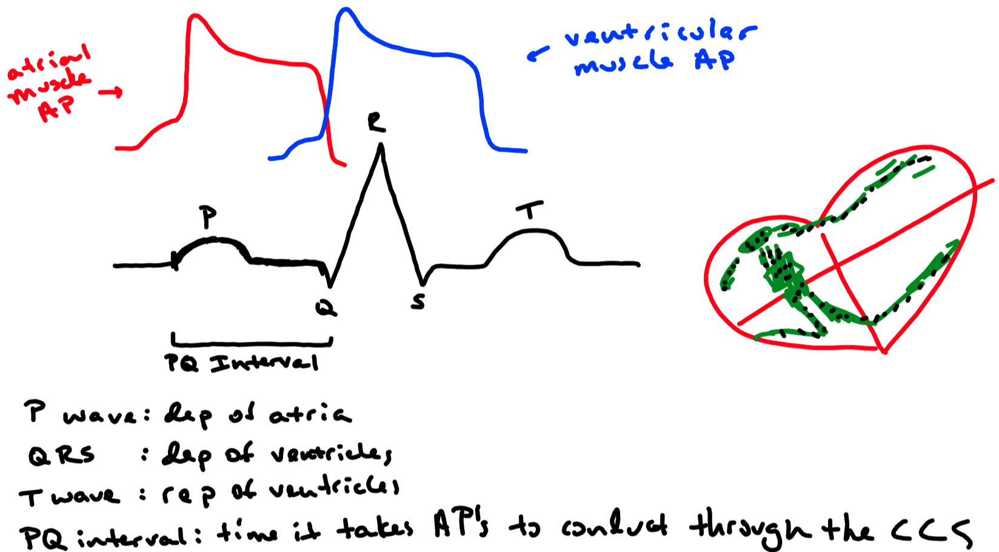 atrial
muscle
AP
ventricular
muscle AP
R
P
T
Q
S
PQ Interval
P wave: dep of atria
QRS : dep of ventricles
T wave : rep of ventricles
PQ interval: time it takes AP's to conduct through the CCS